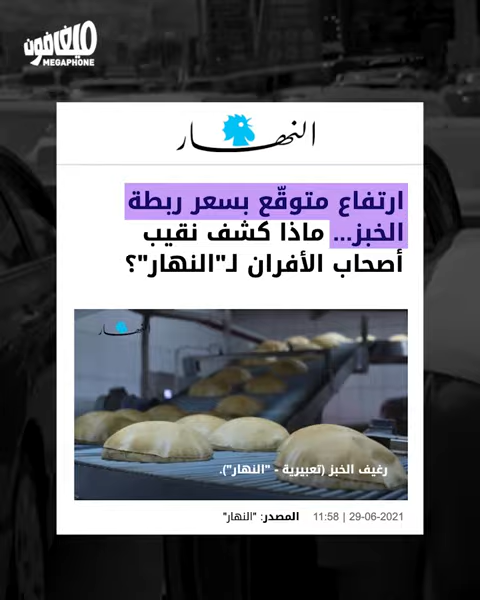 ميغافون
MEGAPHONE
النهار
ارتفاع متوقّع بسعر ربطة
الخبز... ماذا كشف نقيب
أصحاب الأفران لـ"النهار"؟
النهار
رغيف الخبز (تعبيرية - "النهار").
29-06-2021 | 11:58 المصدر: "النهار"